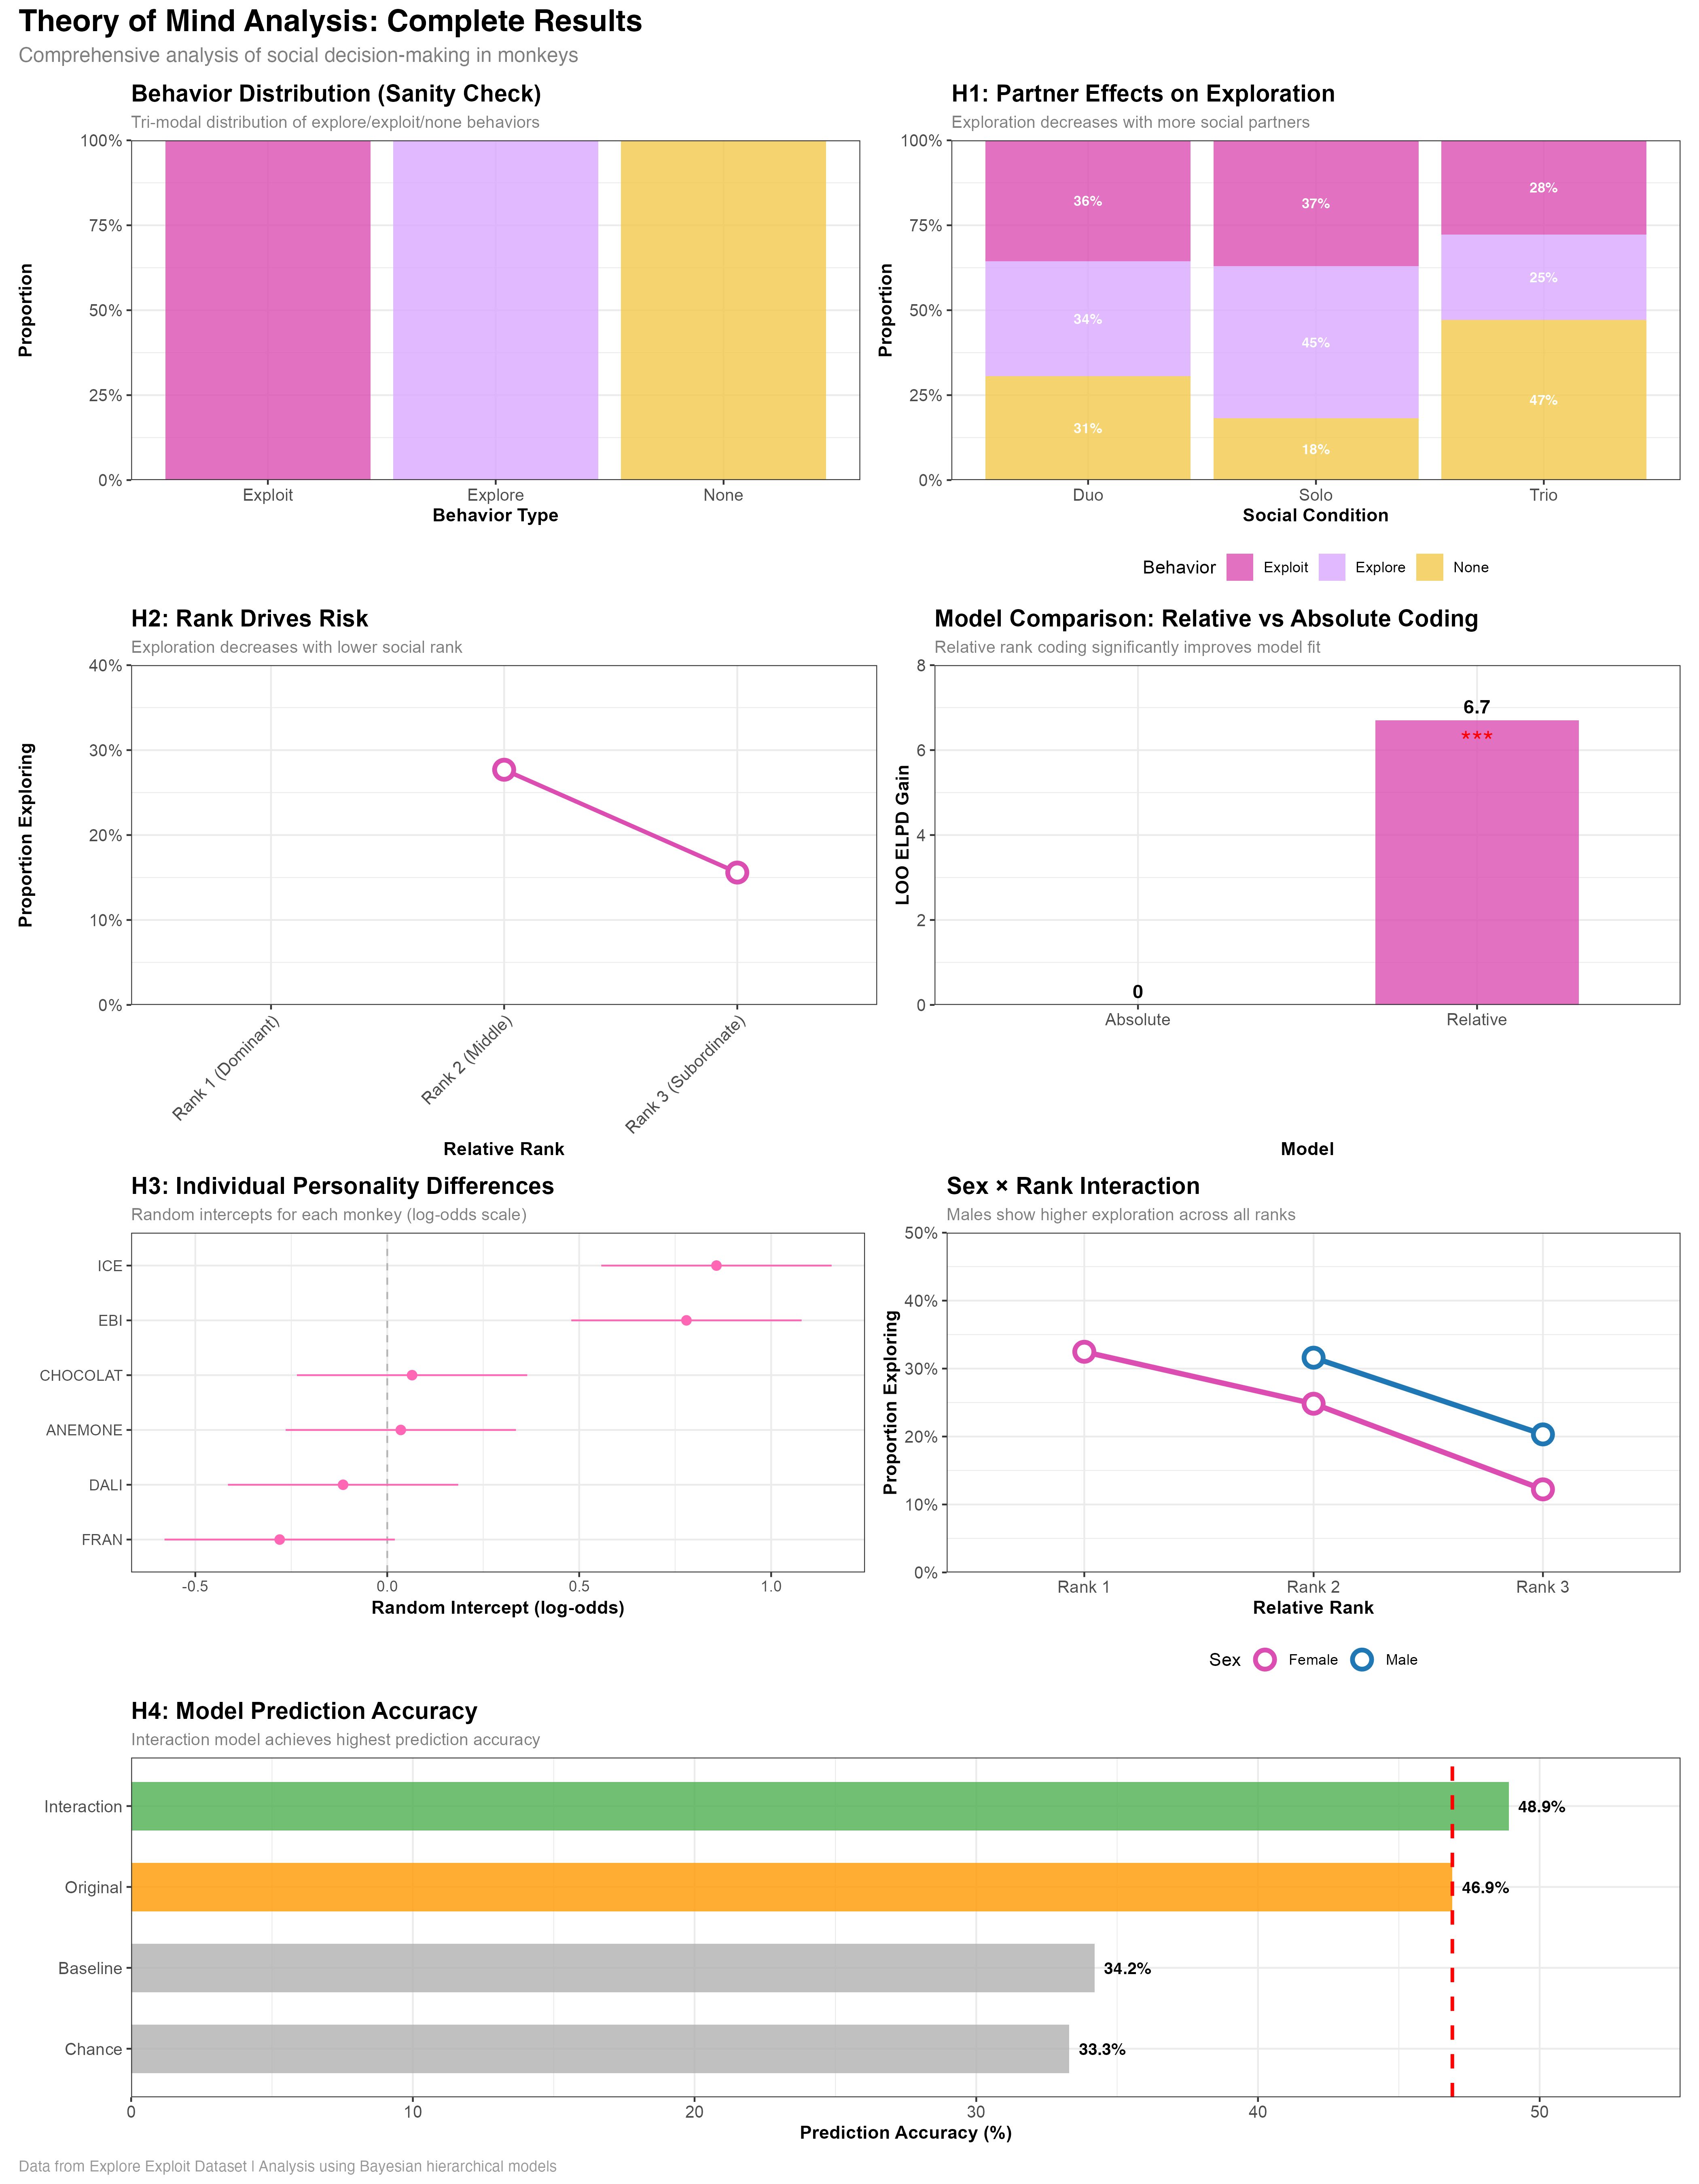 Theory of Mind Analysis: Complete Results
Comprehensive analysis of social decision-making in monkeys
Behavior Distribution (Sanity Check)
Tri-modal distribution of explore/exploit/none behaviors
Proportion
100%
75%
50%
25%
0%
Exploit
Explore
None
Behavior Type
H1: Partner Effects on Exploration
Exploration decreases with more social partners
Proportion
100%
75%
50%
25%
0%
36%
34%
31%
37%
45%
18%
28%
25%
47%
Duo
Solo
Trio
Social Condition
Behavior
Exploit
Explore
None
H2: Rank Drives Risk
Exploration decreases with lower social rank
Proportion Exploring
40%
30%
20%
10%
0%
Rank 1 (Dominant)
Rank 2 (Middle)
Rank 3 (Subordinate)
Relative Rank
Model Comparison: Relative vs Absolute Coding
Relative rank coding significantly improves model fit
LOO ELPD Gain
8
6
4
2
0
0
6.7
***
Absolute
Relative
Model
H3: Individual Personality Differences
Random intercepts for each monkey (log-odds scale)
ICE
EBI
CHOCOLAT
ANEMONE
DALI
FRAN
-0.5
0.0
0.5
1.0
Random Intercept (log-odds)
Sex × Rank Interaction
Males show higher exploration across all ranks
Proportion Exploring
50%
40%
30%
20%
10%
0%
Rank 1
Rank 2
Rank 3
Relative Rank
Sex
Female
Male
H4: Model Prediction Accuracy
Interaction model achieves highest prediction accuracy
Interaction
48.9%
Original
46.9%
Baseline
34.2%
Chance
33.3%
0
10
20
30
40
50
Prediction Accuracy (%)
Data from Explore Exploit Dataset | Analysis using Bayesian hierarchical models